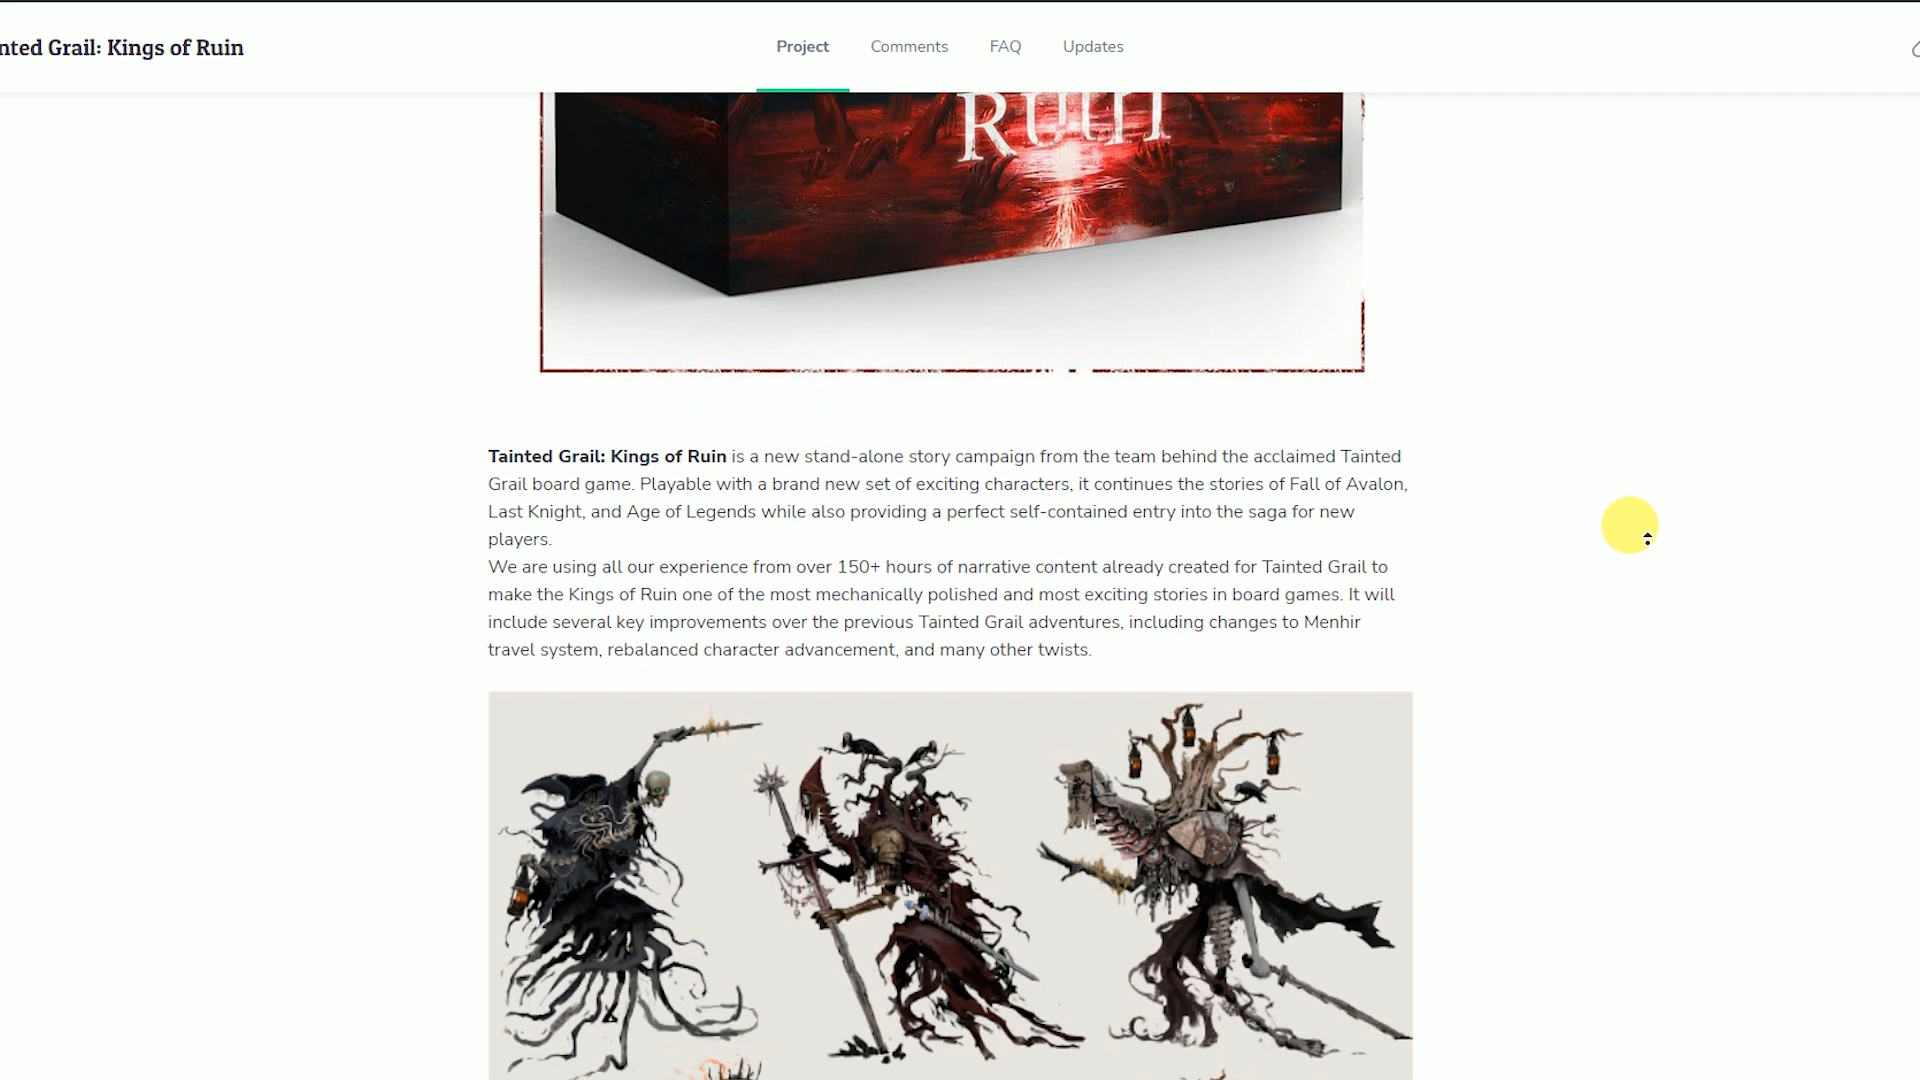 nted Grail: Kings of Ruin
Project
Comments
FAQ
Updates
Ruin
Tainted Grail: Kings of Ruin is a new stand-alone story campaign from the team behind the acclaimed Tainted
Grail board game. Playable with a brand new set of exciting characters, it continues the stories of Fall of Avalon,
Last Knight, and Age of Legends while also providing a perfect self-contained entry into the saga for new
players.
We are using all our experience from over 150+ hours of narrative content already created for Tainted Grail to
make the Kings of Ruin one of the most mechanically polished and most exciting stories in board games. It will
include several key improvements over the previous Tainted Grail adventures, including changes to Menhir
travel system, rebalanced character advancement, and many other twists.